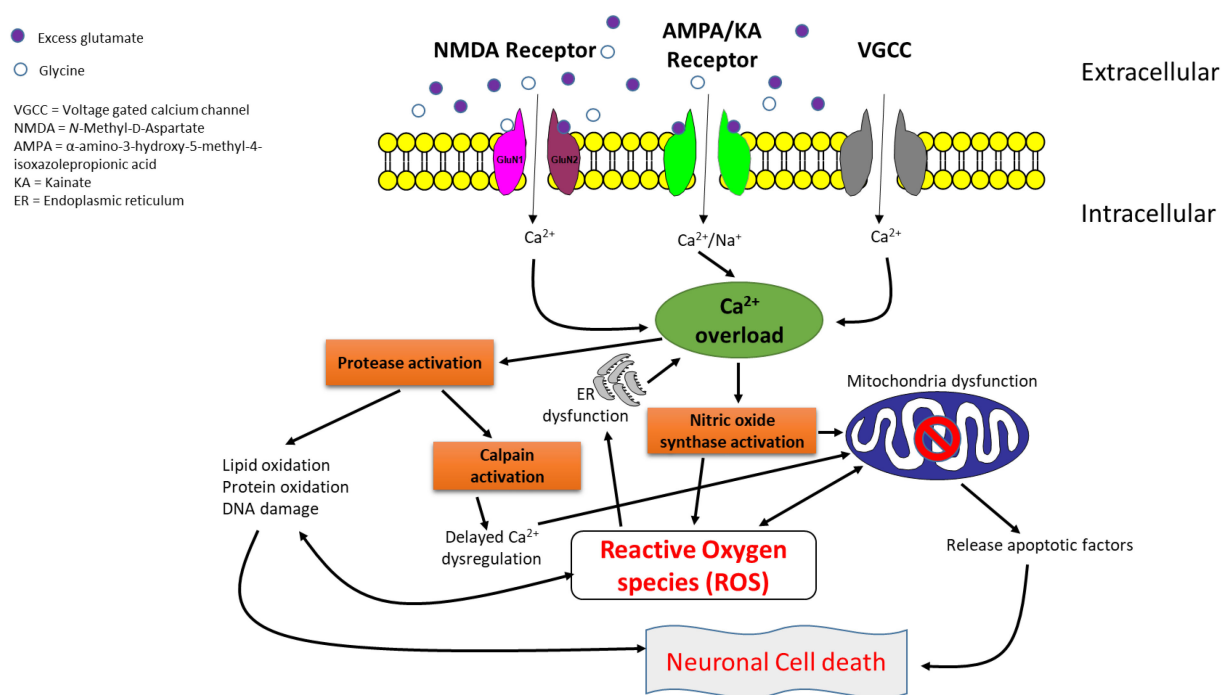 Excess glutamate
Glycine
VGCC = Voltage gated calcium channel
NMDA = N-Methyl-D-Aspartate
AMPA = α-amino-3-hydroxy-5-methyl-4-
isoxazolepropionic acid
KA = Kainate
ER = Endoplasmic reticulum
NMDA Receptor
AMPA/KA
Receptor
VGCC
Extracellular
GluN1
GluN2
Intracellular
Ca²⁺
Ca²⁺/Na⁺
Ca²⁺
Ca²⁺
overload
Protease activation
ER
dysfunction
Nitric oxide
synthase activation
Mitochondria dysfunction
Calpain
activation
Lipid oxidation
Protein oxidation
DNA damage
Delayed Ca²⁺
dysregulation
Reactive Oxygen
species (ROS)
Release apoptotic factors
Neuronal Cell death